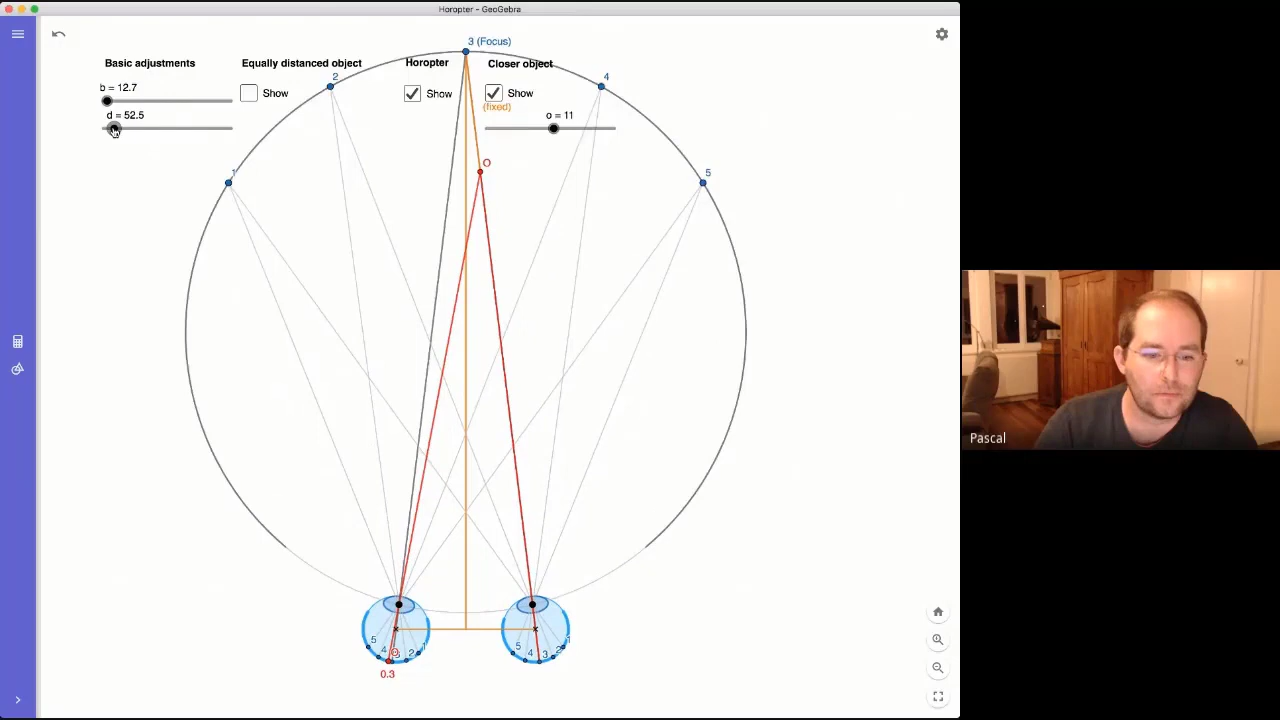 Horopter - GeoGebra
3 (Focus)
Basic adjustments
Equally distanced object
Horopter
Closer object
b = 12.7
Show
Show
Show
(fixed)
d = 52.5
o = 11
2
4
1
5
O
5
4
3
2
1
5
4
3
2
1
0.3
Pascal